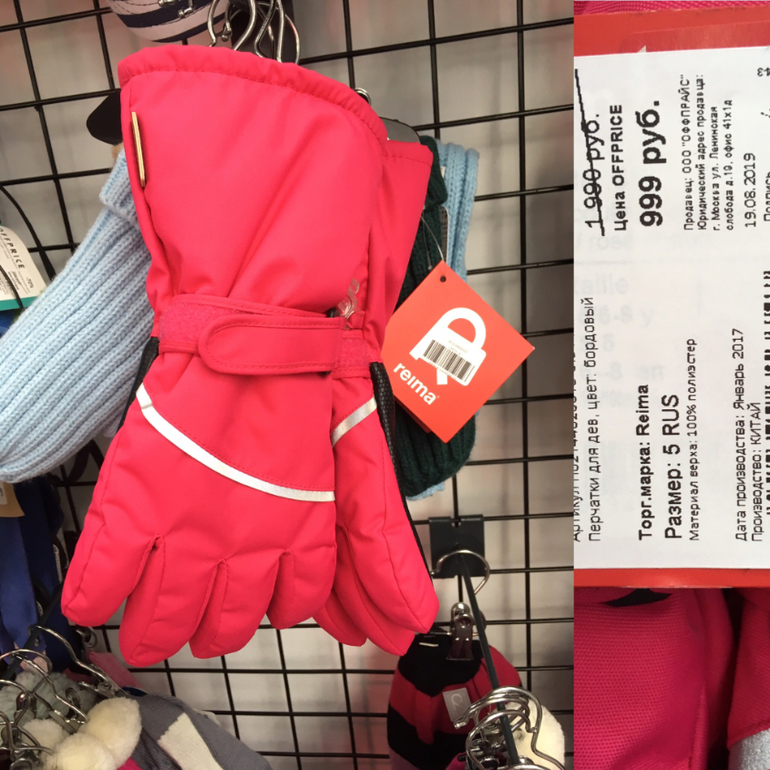 OFFPRICE
reima
1 990 руб.
Цена OFFPRICE
999 руб.
Продавец: ООО "ОФФПРАЙС"
Юридический адрес продавца:
г. Москва ул. Ленинская
слобода д.19, офис 41х1д
19.08.2019
Перчатки для дев, цвет: бордовый
Торг.марка: Reima
Размер: 5 RUS
Материал верха: 100% полиэстер
Дата производства: Январь 2017
Производство: КИТАЙ